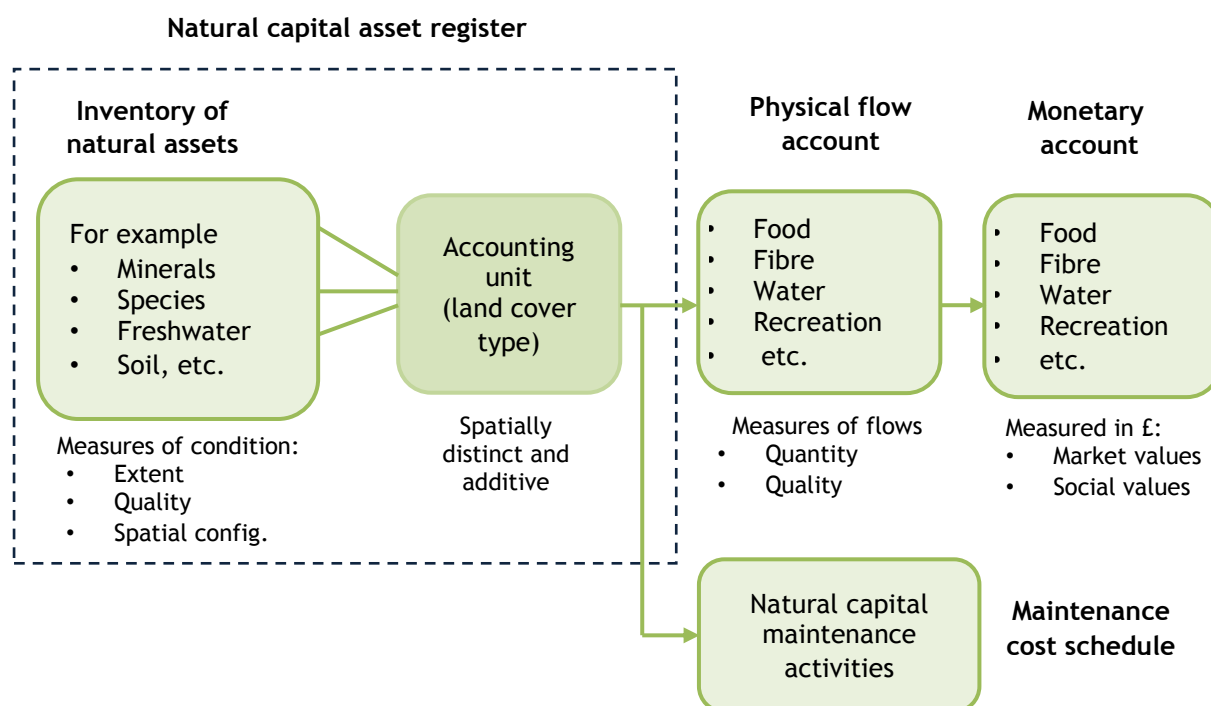 Natural capital asset register
Inventory of
natural assets
For example
• Minerals
• Species
• Freshwater
• Soil, etc.
Measures of condition:
• Extent
• Quality
• Spatial config.
Accounting
unit
(land cover
type)
Spatially
distinct and
additive
Physical flow
account
• Food
• Fibre
• Water
• Recreation
• etc.
Measures of flows
• Quantity
• Quality
Monetary
account
• Food
• Fibre
• Water
• Recreation
• etc.
Measured in £:
• Market values
• Social values
Natural capital
maintenance
activities
Maintenance
cost schedule